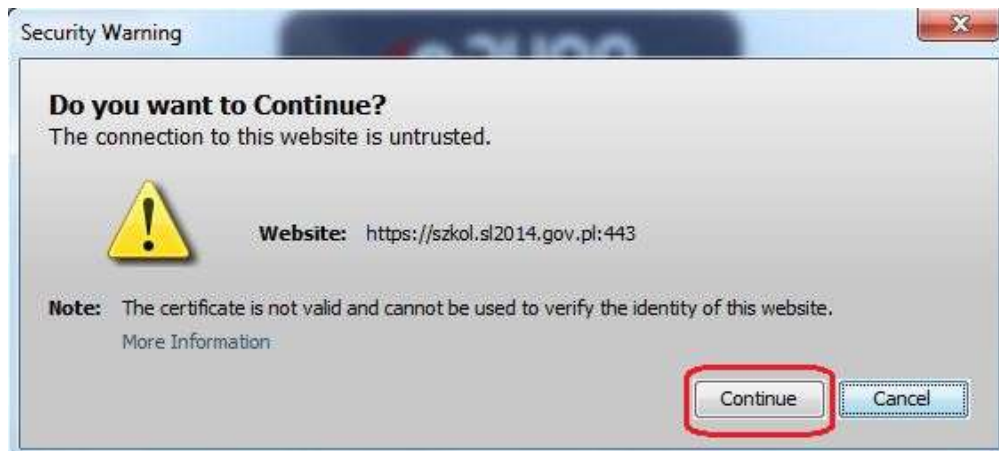 Security Warning
Do you want to Continue?
The connection to this website is untrusted.
Website: https://szkol.sl2014.gov.pl:443
Note: The certificate is not valid and cannot be used to verify the identity of this website.
More Information
Continue Cancel